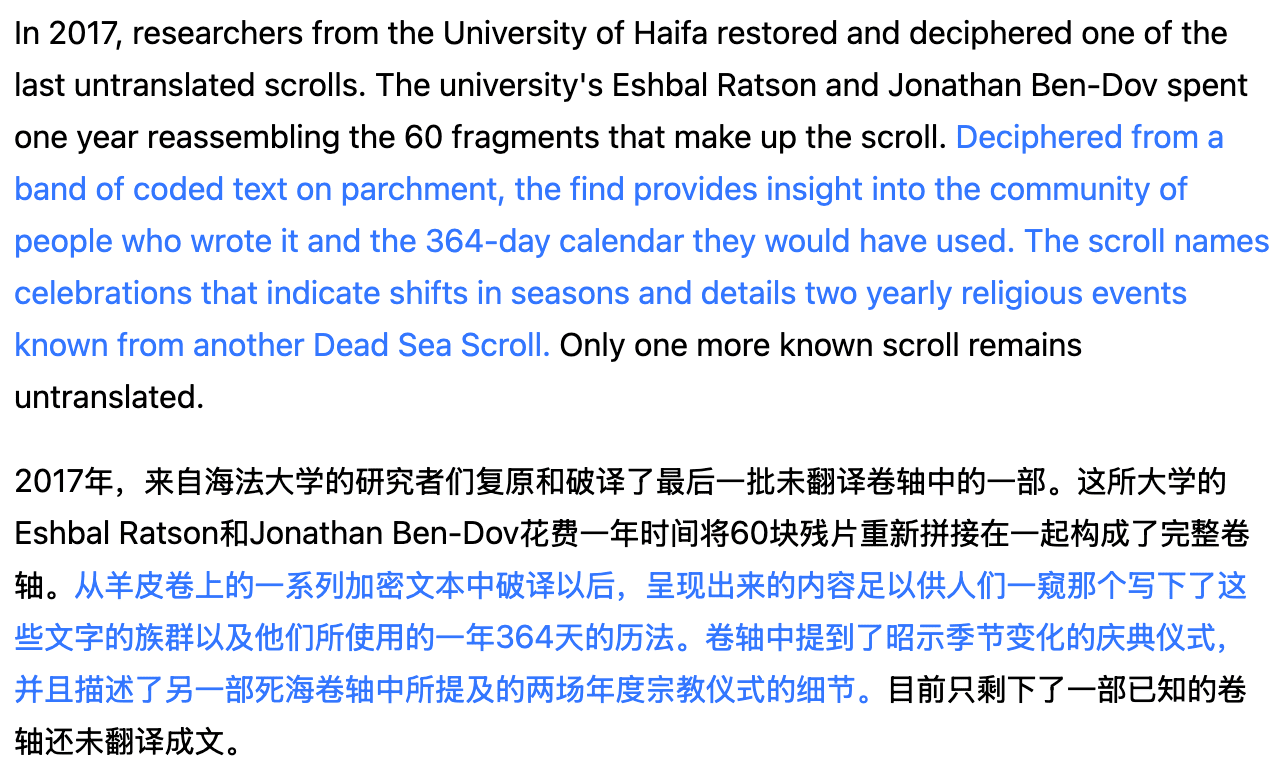 In 2017, researchers from the University of Haifa restored and deciphered one of the
last untranslated scrolls. The university's Eshbal Ratson and Jonathan Ben-Dov spent
one year reassembling the 60 fragments that make up the scroll. Deciphered from a
band of coded text on parchment, the find provides insight into the community of
people who wrote it and the 364-day calendar they would have used. The scroll names
celebrations that indicate shifts in seasons and details two yearly religious events
known from another Dead Sea Scroll. Only one more known scroll remains
untranslated.
2017年，来自海法大学的研究者们复原和破译了最后一批未翻译卷轴中的一部。这所大学的
Eshbal Ratson和Jonathan Ben-Dov花费一年时间将60块残片重新拼接在一起构成了完整卷
轴。从羊皮卷上的一系列加密文本中破译以后，呈现出来的内容足以供人们一窥那个写下了这
些文字的族群以及他们所使用的一年364天的历法。卷轴中提到了昭示季节变化的庆典仪式，
并且描述了另一部死海卷轴中所提及的两场年度宗教仪式的细节。目前只剩下了一部已知的卷
轴还未翻译成文。